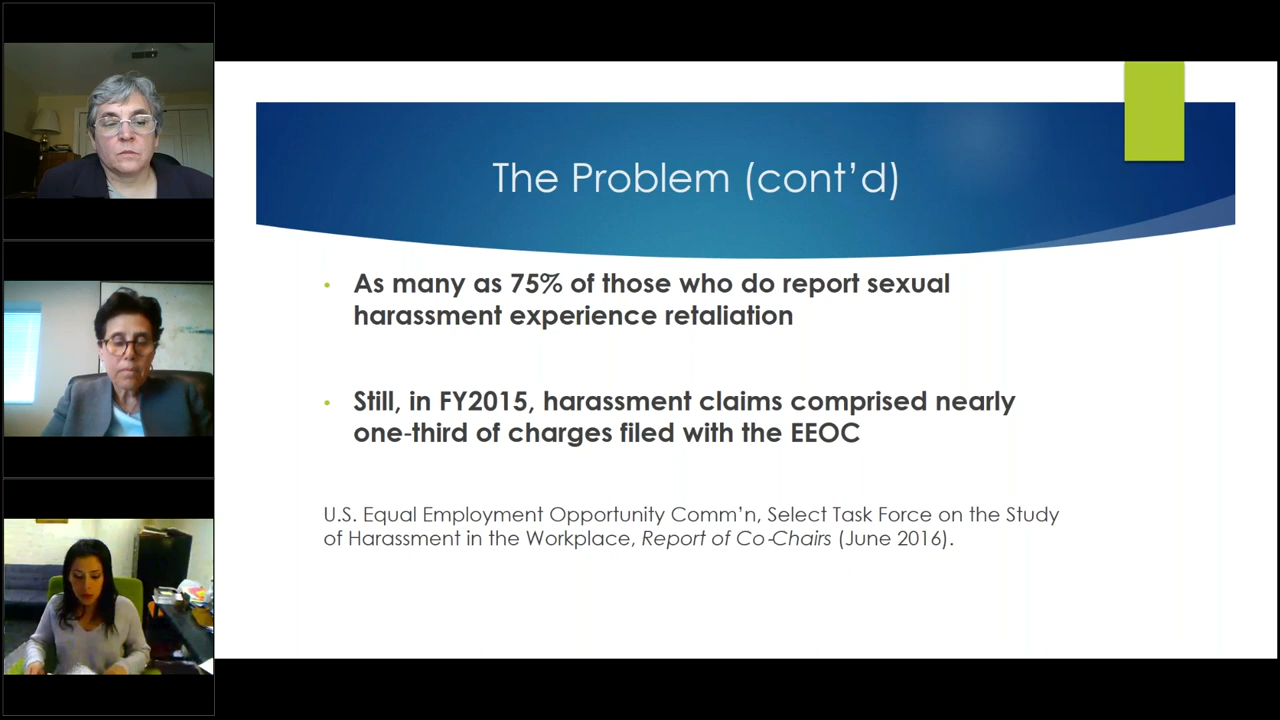 The Problem (cont’d)
• As many as 75% of those who do report sexual
harassment experience retaliation
• Still, in FY2015, harassment claims comprised nearly
one-third of charges filed with the EEOC
U.S. Equal Employment Opportunity Comm’n, Select Task Force on the Study
of Harassment in the Workplace, Report of Co-Chairs (June 2016).